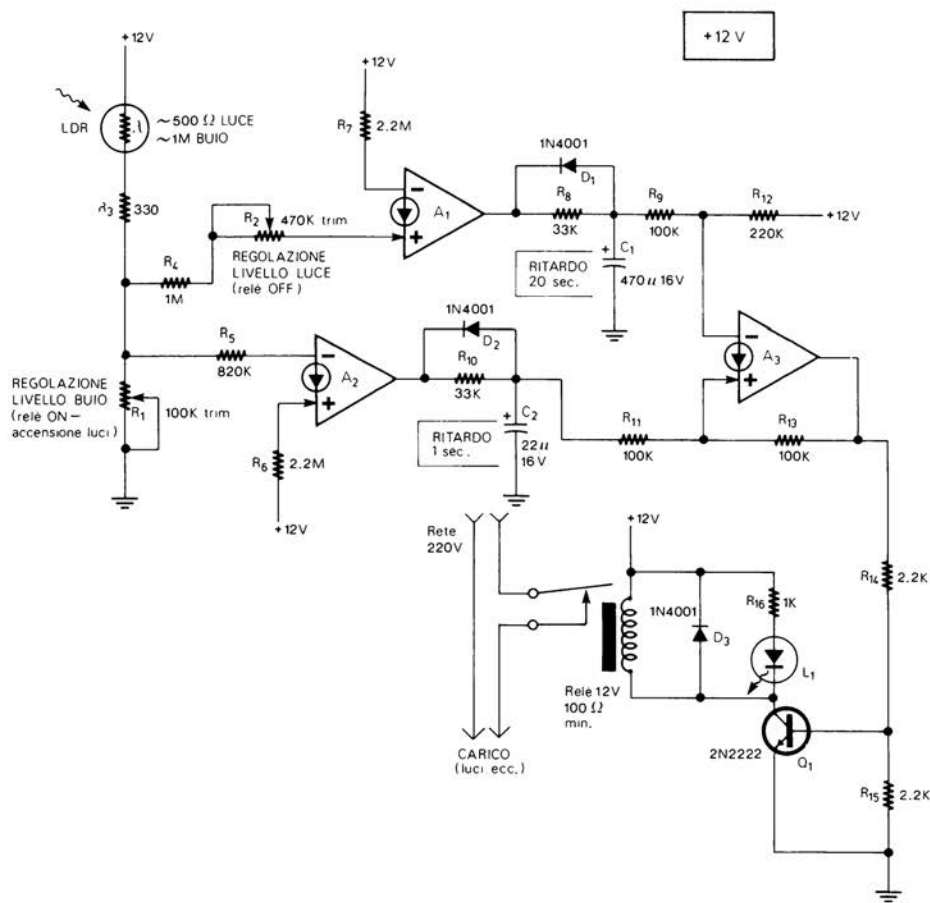 +12V
LDR
~500 Ω LUCE
~1M BUIO
R3
330
R4
1M
R2
470K trim
REGOLAZIONE
LIVELLO LUCE
(relè OFF)
+12V
R7
2.2M
−
+
A1
1N4001
D1
R8
33K
R9
100K
R12
220K
+12V
+12 V
RITARDO
20 sec.
+
C1
470 µ 16V
REGOLAZIONE
LIVELLO BUIO
(relè ON−
accensione luci)
R1
100K trim
R5
820K
−
+
A2
R6
2.2M
+12V
1N4001
D2
R10
33K
RITARDO
1 sec.
+
C2
22µ
16V
−
+
A3
R11
100K
R13
100K
Rete
220V
+12V
1N4001
D3
R16
1K
L1
Relè 12V
100 Ω
min.
CARICO
(luci ecc.)
2N2222
Q1
R14
2.2K
R15
2.2K